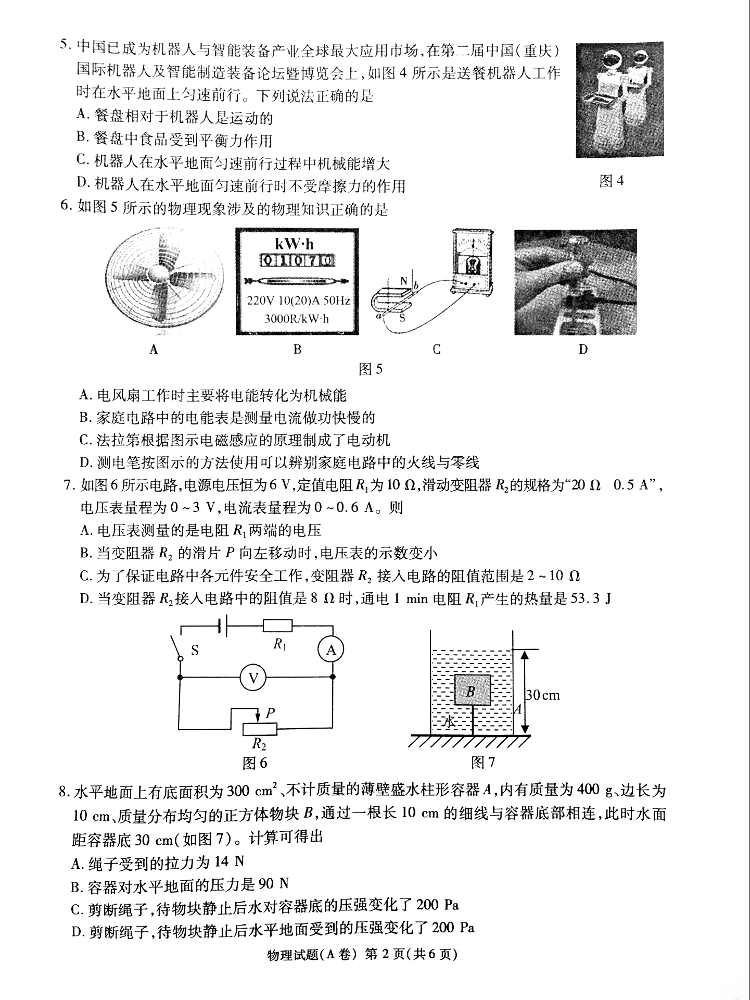 5. 中国已成为机器人与智能装备产业全球最大应用市场,在第二届中国(重庆)
国际机器人及智能制造装备论坛暨博览会上,如图4所示是送餐机器人工作
时在水平地面上匀速前行。下列说法正确的是
A. 餐盘相对于机器人是运动的
B. 餐盘中食品受到平衡力作用
C. 机器人在水平地面匀速前行过程中机械能增大
D. 机器人在水平地面匀速前行时不受摩擦力的作用
图4
6. 如图5所示的物理现象涉及的物理知识正确的是
kW·h
01070
220V 10(20)A 50Hz
3000R/kW·h
N
b
a
S
A
B
C
D
图5
A. 电风扇工作时主要将电能转化为机械能
B. 家庭电路中的电能表是测量电流做功快慢的
C. 法拉第根据图示电磁感应的原理制成了电动机
D. 测电笔按图示的方法使用可以辨别家庭电路中的火线与零线
7. 如图6所示电路,电源电压恒为6 V,定值电阻R₁为10 Ω,滑动变阻器R₂的规格为“20 Ω 0.5 A”,
电压表量程为0~3 V,电流表量程为0~0.6 A。则
A. 电压表测量的是电阻R₁两端的电压
B. 当变阻器R₂的滑片P向左移动时,电压表的示数变小
C. 为了保证电路中各元件安全工作,变阻器R₂接入电路的阻值范围是2~10 Ω
D. 当变阻器R₂接入电路中的阻值是8 Ω时,通电1 min电阻R₁产生的热量是53.3 J
S
R₁
A
V
P
R₂
图6
B
30cm
A
水
图7
8. 水平地面上有底面积为300 cm²、不计质量的薄壁盛水柱形容器A,内有质量为400 g、边长为
10 cm、质量分布均匀的正方体物块B,通过一根长10 cm的细线与容器底部相连,此时水面
距容器底30 cm(如图7)。计算可得出
A. 绳子受到的拉力为14 N
B. 容器对水平地面的压力是90 N
C. 剪断绳子,待物块静止后水对容器底的压强变化了200 Pa
D. 剪断绳子,待物块静止后水平地面受到的压强变化了200 Pa
物理试题(A卷) 第2页(共6页)